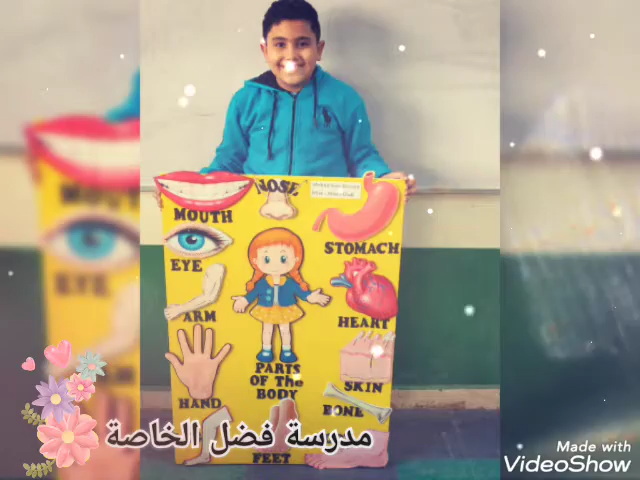 NOSE
MOUTH
STOMACH
EYE
ARM
HEART
PARTS
OF The
BODY
SKIN
HAND
BONE
FEET
مدرسة فضل الخاصة
Made with
VideoShow